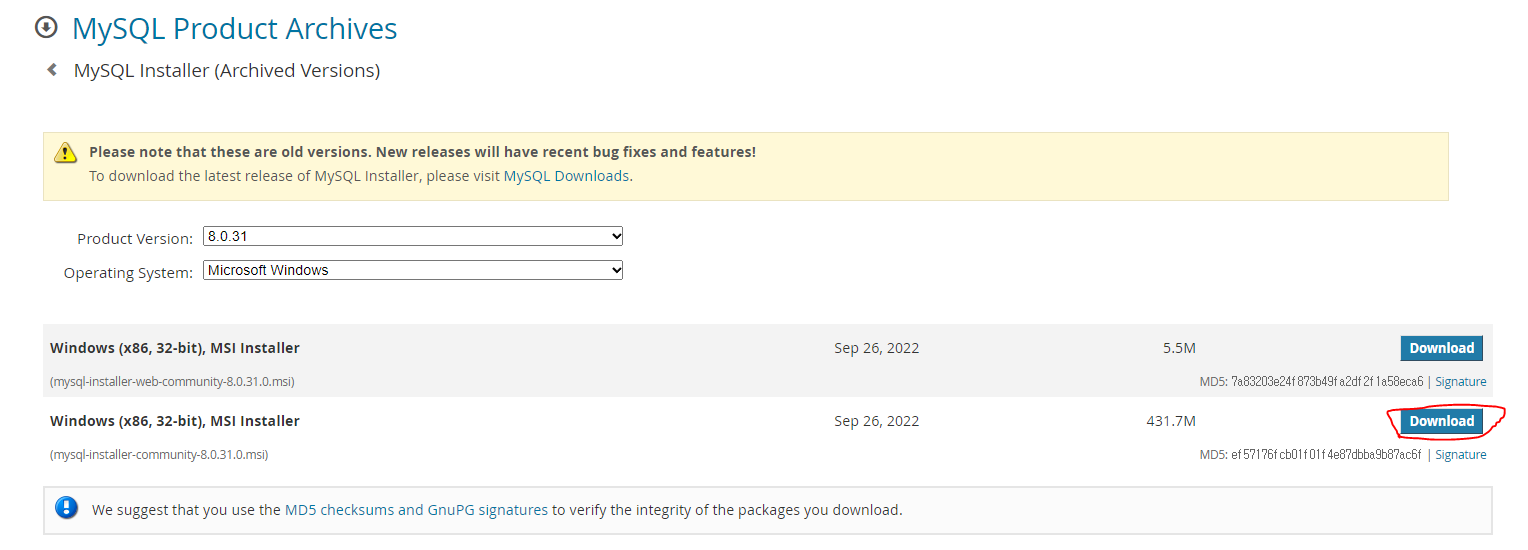 MySQL Product Archives
MySQL Installer (Archived Versions)
Please note that these are old versions. New releases will have recent bug fixes and features!
To download the latest release of MySQL Installer, please visit MySQL Downloads.
Product Version: 8.0.31
Operating System: Microsoft Windows
Windows (x86, 32-bit), MSI Installer Sep 26, 2022 5.5M Download
(mysql-installer-web-community-8.0.31.0.msi) MD5: 7a83203e24f873b49fa2df2f1a58eca6 | Signature
Windows (x86, 32-bit), MSI Installer Sep 26, 2022 431.7M Download
(mysql-installer-community-8.0.31.0.msi) MD5: ef57176fcb01f01f4e87dbba9b87ac6f | Signature
We suggest that you use the MD5 checksums and GnuPG signatures to verify the integrity of the packages you download.